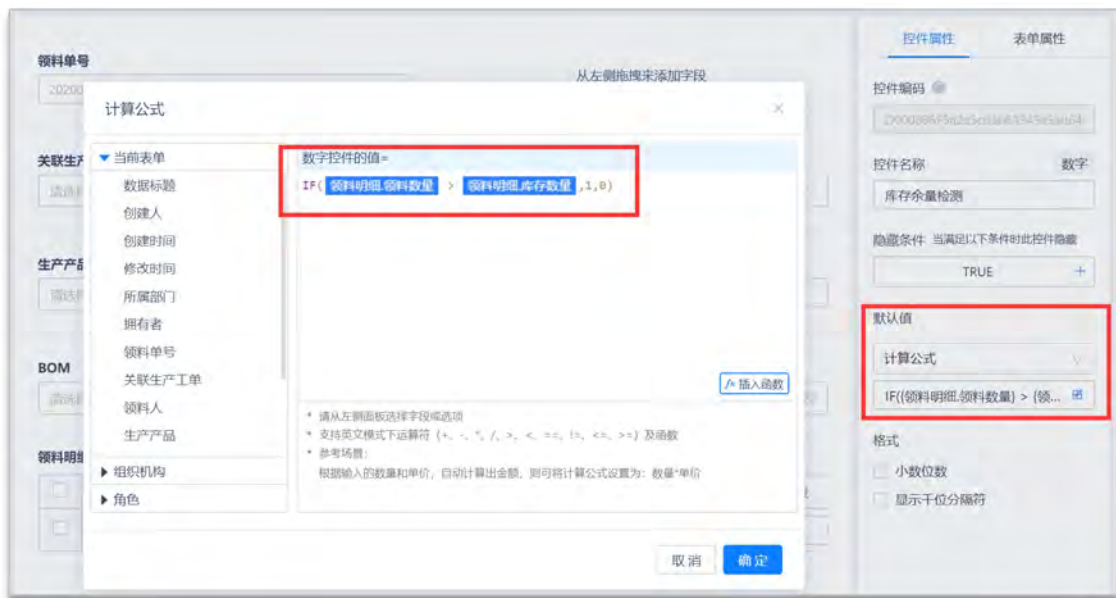 控件属性
表单属性
领料单号
从左侧拖拽来添加字段
计算公式
控件编码
当前表单
数字控件的值=
关联生产
控件名称
数字
数据标题
IF( 领料明细.领料数量 > 领料明细.库存数量 ,1,0)
库存余量检测
创建人
创建时间
隐藏条件 当满足以下条件时此控件隐藏
生产产品
修改时间
TRUE
所属部门
默认值
拥有者
领料单号
计算公式
BOM
关联生产工单
fx 插入函数
IF((领料明细.领料数量) > (领...
领料人
* 请从左侧面板选择字段或选项
生产产品
* 支持英文模式下运算符 (+、-、*、/、>、<、==、!=、<=、>=) 及函数
格式
* 参考场景:
领料明细
组织机构
根据输入的数量和单价，自动计算出金额，则可将计算公式设置为：数量*单价
小数位数
角色
显示千位分隔符
取消
确定